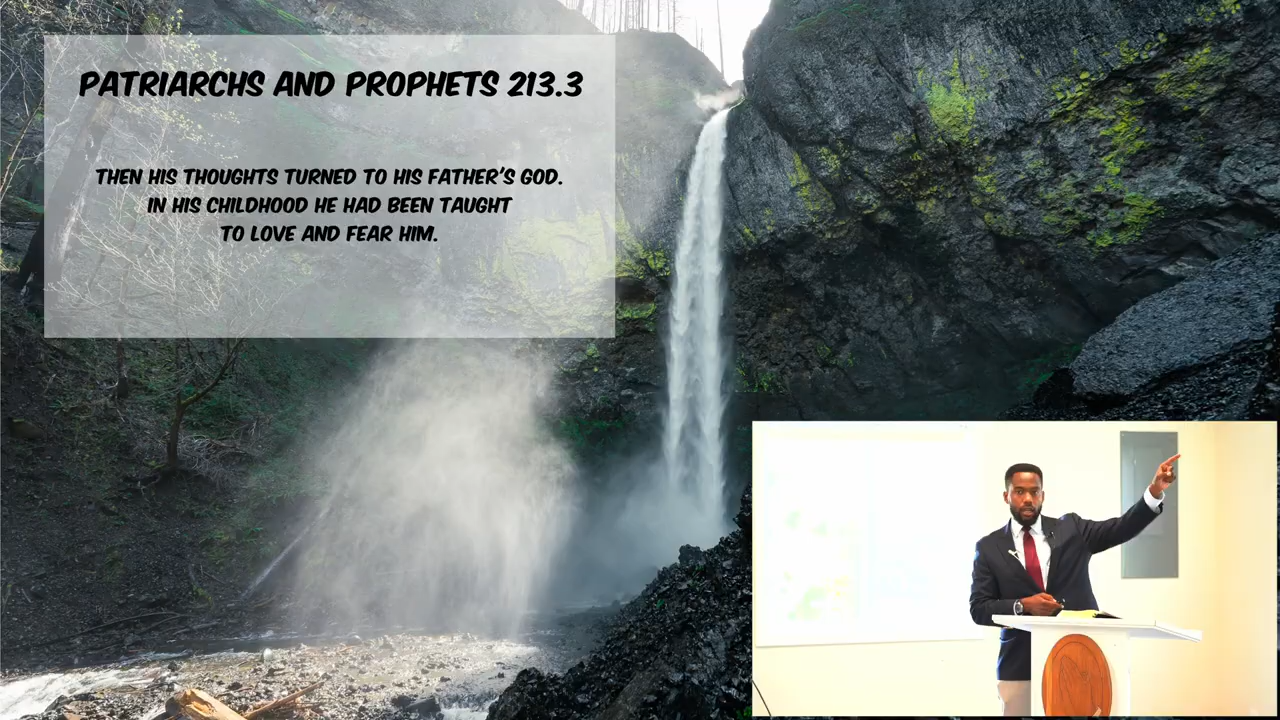 PATRIARCHS AND PROPHETS 213.3
THEN HIS THOUGHTS TURNED TO HIS FATHER'S GOD.
IN HIS CHILDHOOD HE HAD BEEN TAUGHT
TO LOVE AND FEAR HIM.